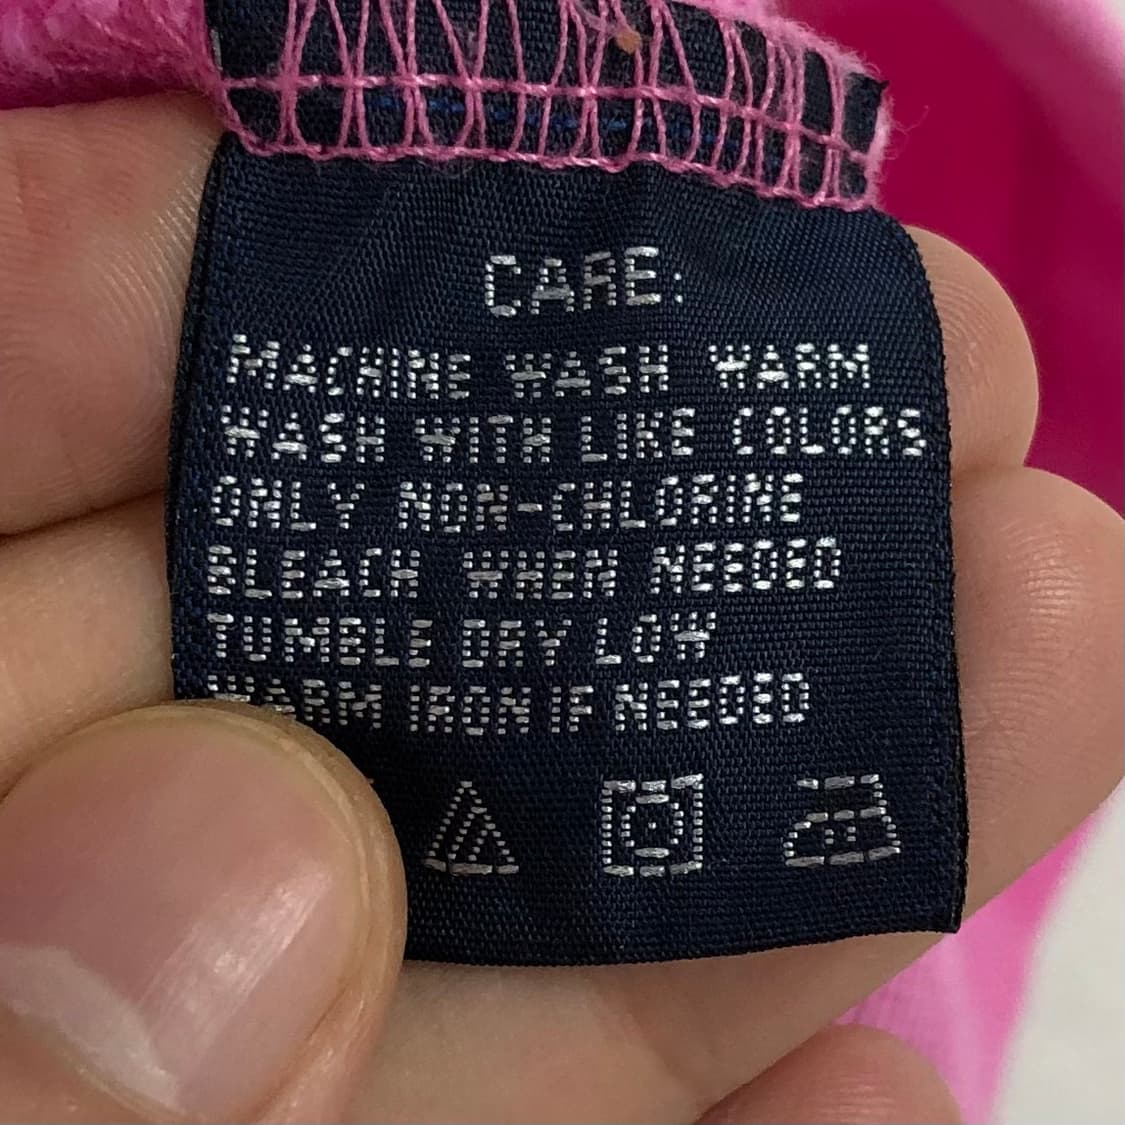 CARE:
MACHINE WASH WARM
WASH WITH LIKE COLORS
ONLY NON-CHLORINE
BLEACH WHEN NEEDED
TUMBLE DRY LOW
WARM IRON IF NEEDED